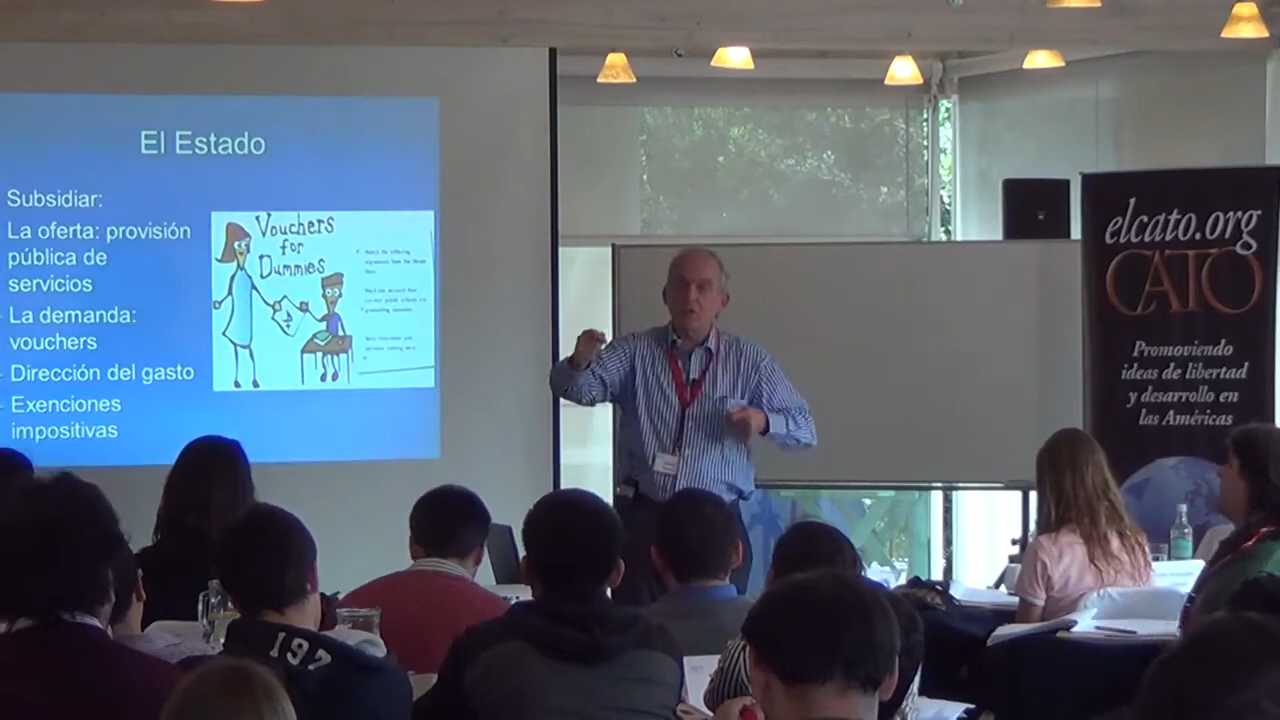 El Estado
Subsidiar:
La oferta: provisión
pública de
servicios
La demanda:
vouchers
Dirección del gasto
Exenciones
impositivas
Vouchers
for
Dummies
elcato.org
CATO
Promoviendo
ideas de libertad
y desarrollo en
las Américas
197